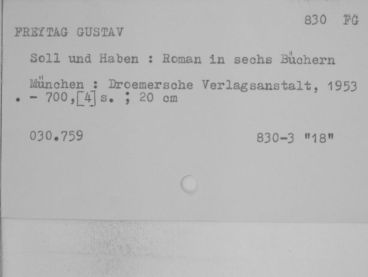 830 FG
FREYTAG GUSTAV
Soll und Haben : Roman in sechs Büchern
München : Droemersche Verlagsanstalt, 1953
. - 700,[4] s. ; 20 cm
030.759 830-3 "18"